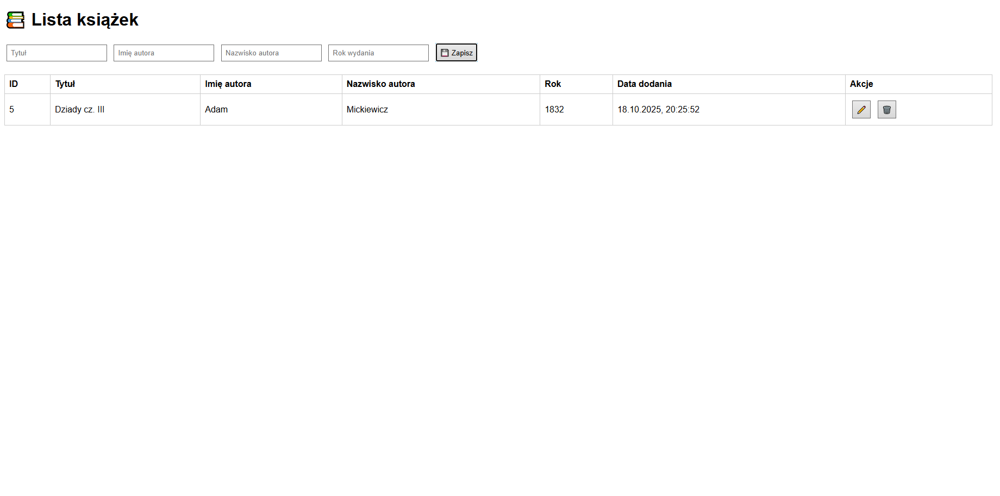 Lista książek
Tytuł Imię autora Nazwisko autora Rok wydania Zapisz
ID Tytuł Imię autora Nazwisko autora Rok Data dodania Akcje
5 Dziady cz. III Adam Mickiewicz 1832 18.10.2025, 20:25:52